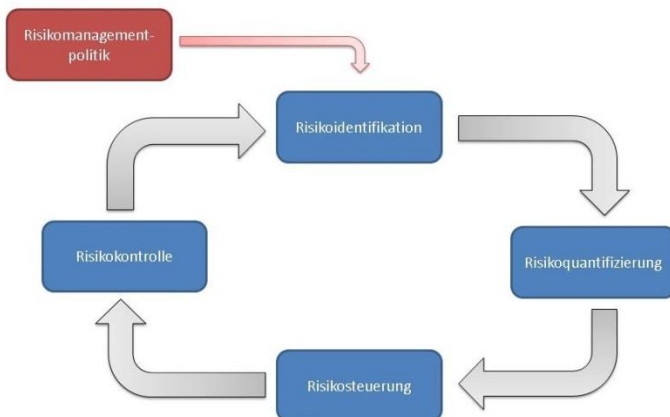 Risikomanagement-
politik
Risikoidentifikation
Risikokontrolle
Risikoquantifizierung
Risikosteuerung